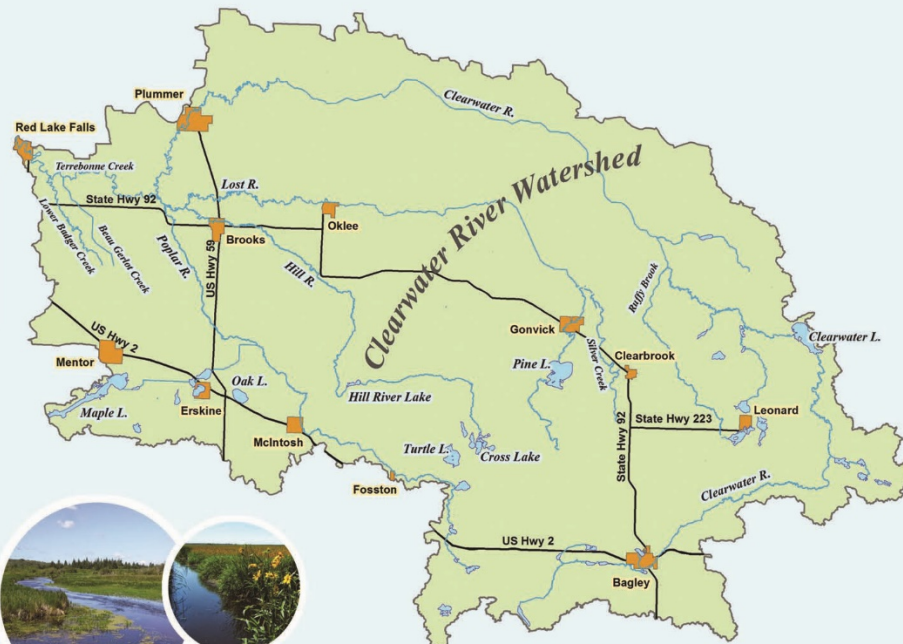 Plummer
Clearwater R.
Red Lake Falls
Terrebonne Creek
Lost R.
State Hwy 92
Lower Badger Creek
Beau Gerlot Creek
Poplar R.
Brooks
Oklee
US Hwy 59
Hill R.
Clearwater River Watershed
Ruffy Brook
US Hwy 2
Mentor
Gonvick
Silver Creek
Clearbrook
Clearwater L.
Pine L.
Maple L.
Erskine
Oak L.
Hill River Lake
McIntosh
State Hwy 92
State Hwy 223
Leonard
Turtle L.
Cross Lake
Fosston
Clearwater R.
US Hwy 2
Bagley